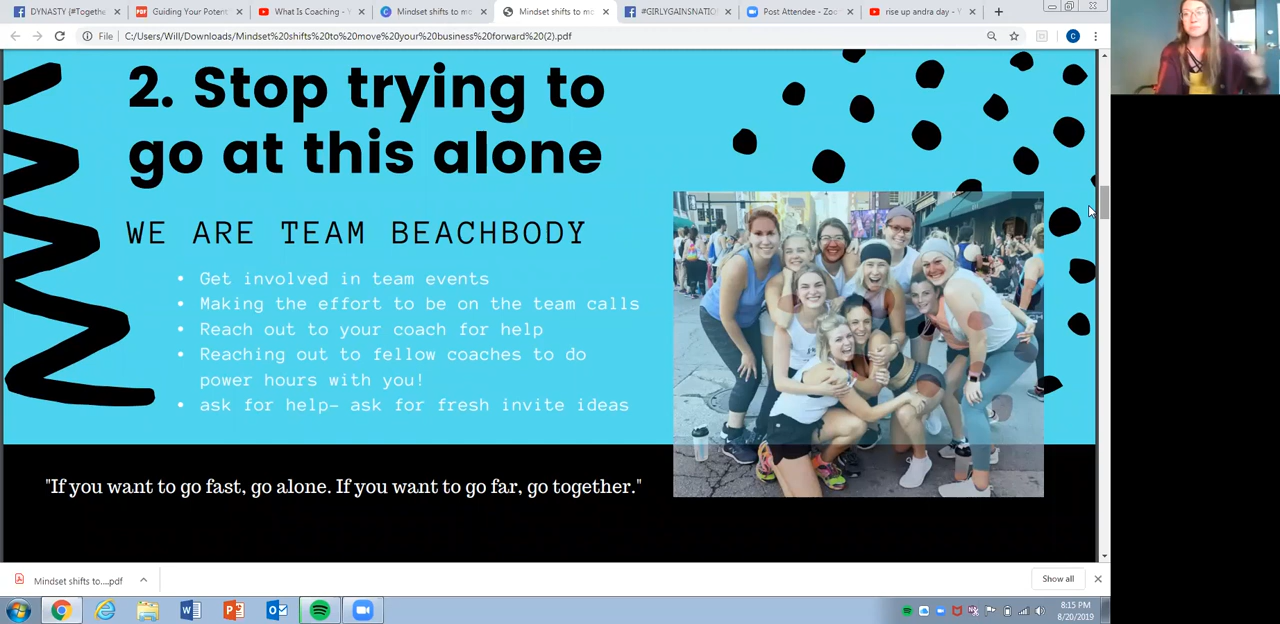 DYNASTY (#Togethe
Guiding Your Potent
What Is Coaching - Y
Mindset shifts to mo
Mindset shifts to mo
#GIRLYGAINSNATIO
Post Attendee - Zoo
rise up andra day - Y
File
C:/Users/Will/Downloads/Mindset%20shifts%20to%20move%20your%20business%20forward%20(2).pdf
2. Stop trying to
go at this alone
WE ARE TEAM BEACHBODY
• Get involved in team events
• Making the effort to be on the team calls
• Reach out to your coach for help
• Reaching out to fellow coaches to do
power hours with you!
• ask for help- ask for fresh invite ideas
"If you want to go fast, go alone. If you want to go far, go together."
Mindset shifts to....pdf
Show all
8:15 PM
8/20/2019